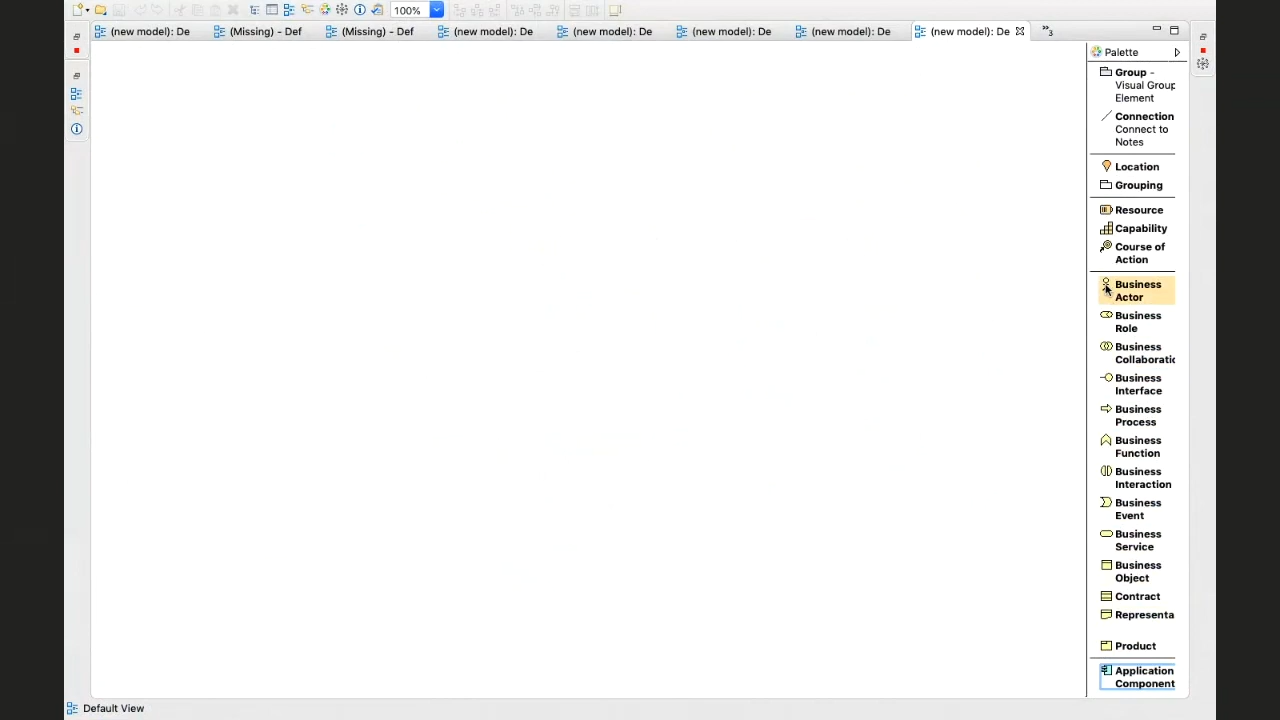 100%
(new model): De
(Missing) - Def
(Missing) - Def
(new model): De
(new model): De
(new model): De
(new model): De
(new model): De
»3
Palette
Group -
Visual Group
Element
Connection
Connect to
Notes
Location
Grouping
Resource
Capability
Course of
Action
Business
Actor
Business
Role
Business
Collaboratic
Business
Interface
Business
Process
Business
Function
Business
Interaction
Business
Event
Business
Service
Business
Object
Contract
Representa
Product
Application
Component
Default View